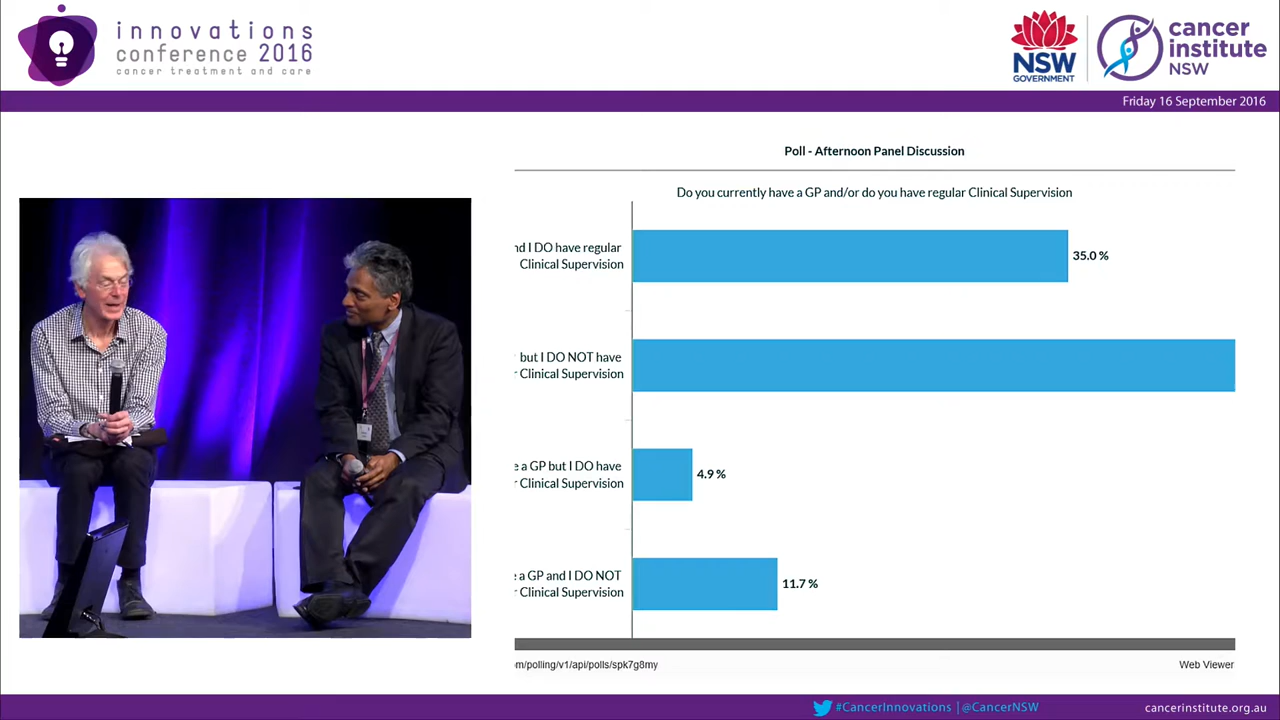 innovations
conference 2016
cancer treatment and care
NSW
GOVERNMENT
cancer
institute
NSW
Friday 16 September 2016
Poll - Afternoon Panel Discussion
Do you currently have a GP and/or do you have regular Clinical Supervision
nd I DO have regular
Clinical Supervision
35.0 %
but I DO NOT have
r Clinical Supervision
e a GP but I DO have
r Clinical Supervision
4.9 %
e a GP and I DO NOT
r Clinical Supervision
11.7 %
om/polling/v1/api/polls/spk7g8my
Web Viewer
#CancerInnovations | @CancerNSW
cancerinstitute.org.au